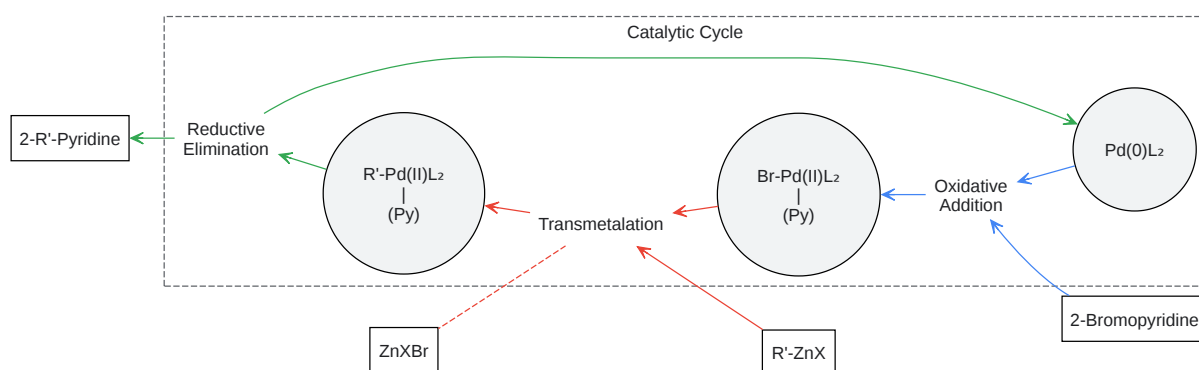 Catalytic Cycle
2-R'-Pyridine
Reductive
Elimination
R'-Pd(II)L₂
|
(Py)
Transmetalation
Br-Pd(II)L₂
|
(Py)
Oxidative
Addition
Pd(0)L₂
ZnXBr
R'-ZnX
2-Bromopyridine